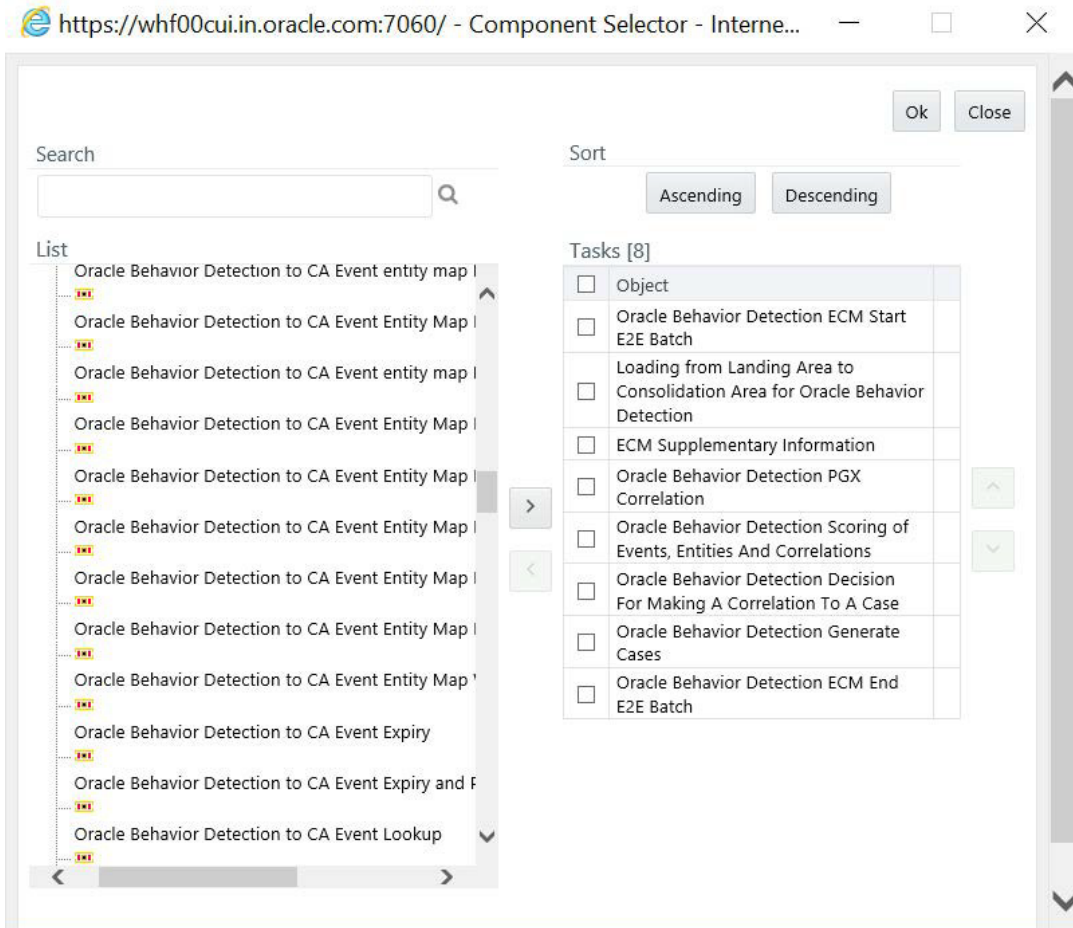 https://whf00cui.in.oracle.com:7060/ - Component Selector - Interne...
Ok
Close
Search
Sort
Ascending
Descending
List
Oracle Behavior Detection to CA Event entity map
Oracle Behavior Detection to CA Event Entity Map
Oracle Behavior Detection to CA Event entity map
Oracle Behavior Detection to CA Event Entity Map
Oracle Behavior Detection to CA Event Entity Map
Oracle Behavior Detection to CA Event Entity Map
Oracle Behavior Detection to CA Event Entity Map
Oracle Behavior Detection to CA Event Entity Map
Oracle Behavior Detection to CA Event Entity Map
Oracle Behavior Detection to CA Event Expiry
Oracle Behavior Detection to CA Event Expiry and
Oracle Behavior Detection to CA Event Lookup
Tasks [8]
Object
Oracle Behavior Detection ECM Start
E2E Batch
Loading from Landing Area to
Consolidation Area for Oracle Behavior
Detection
ECM Supplementary Information
Oracle Behavior Detection PGX
Correlation
Oracle Behavior Detection Scoring of
Events, Entities And Correlations
Oracle Behavior Detection Decision
For Making A Correlation To A Case
Oracle Behavior Detection Generate
Cases
Oracle Behavior Detection ECM End
E2E Batch